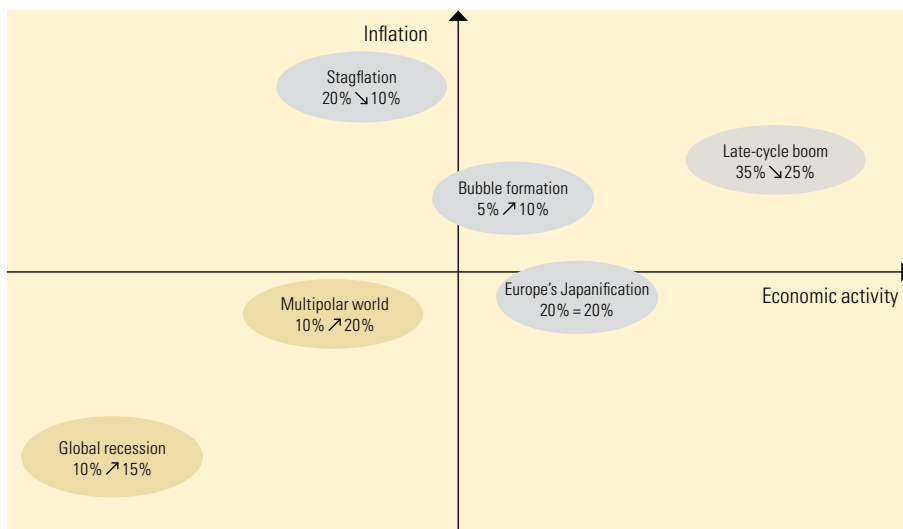 Inflation
Stagflation
20% ↘ 10%
Late-cycle boom
35% ↘ 25%
Bubble formation
5% ↗ 10%
Europe's Japanification
20% = 20%
Economic activity
Multipolar world
10% ↗ 20%
Global recession
10% ↗ 15%